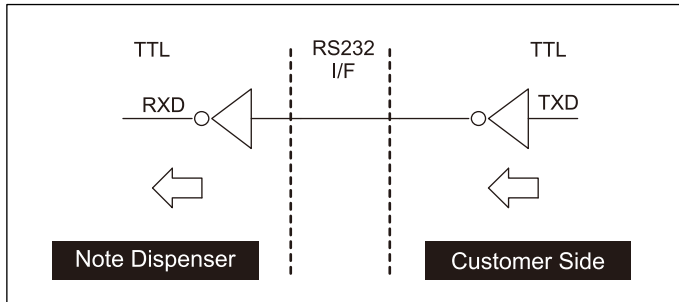 TTL
RS232
I/F
TTL
RXD
TXD
Note Dispenser
Customer Side